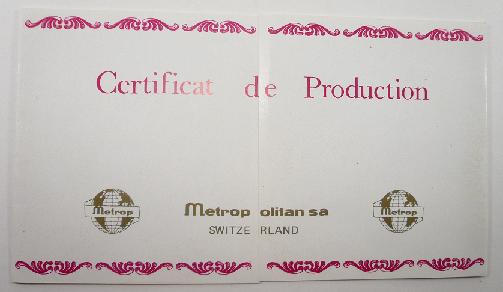 Certificat de Production
Metrop
Metropolitan sa
SWITZERLAND
Metrop